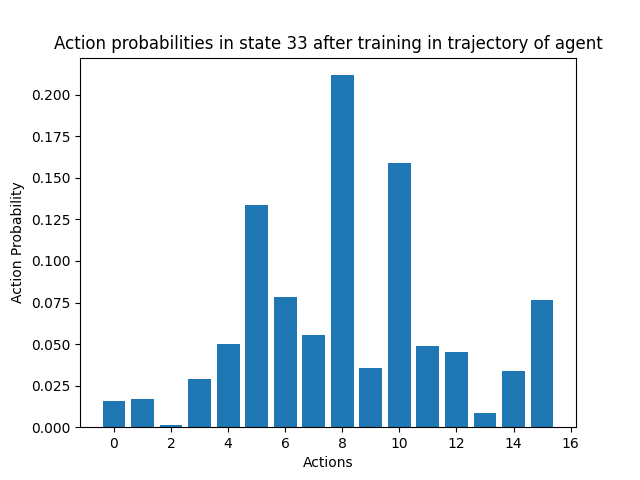 Action probabilities in state 33 after training in trajectory of agent
0.200
0.175
0.150
0.125
0.100
0.075
0.050
0.025
0.000
Action Probability
0 2 4 6 8 10 12 14 16
Actions